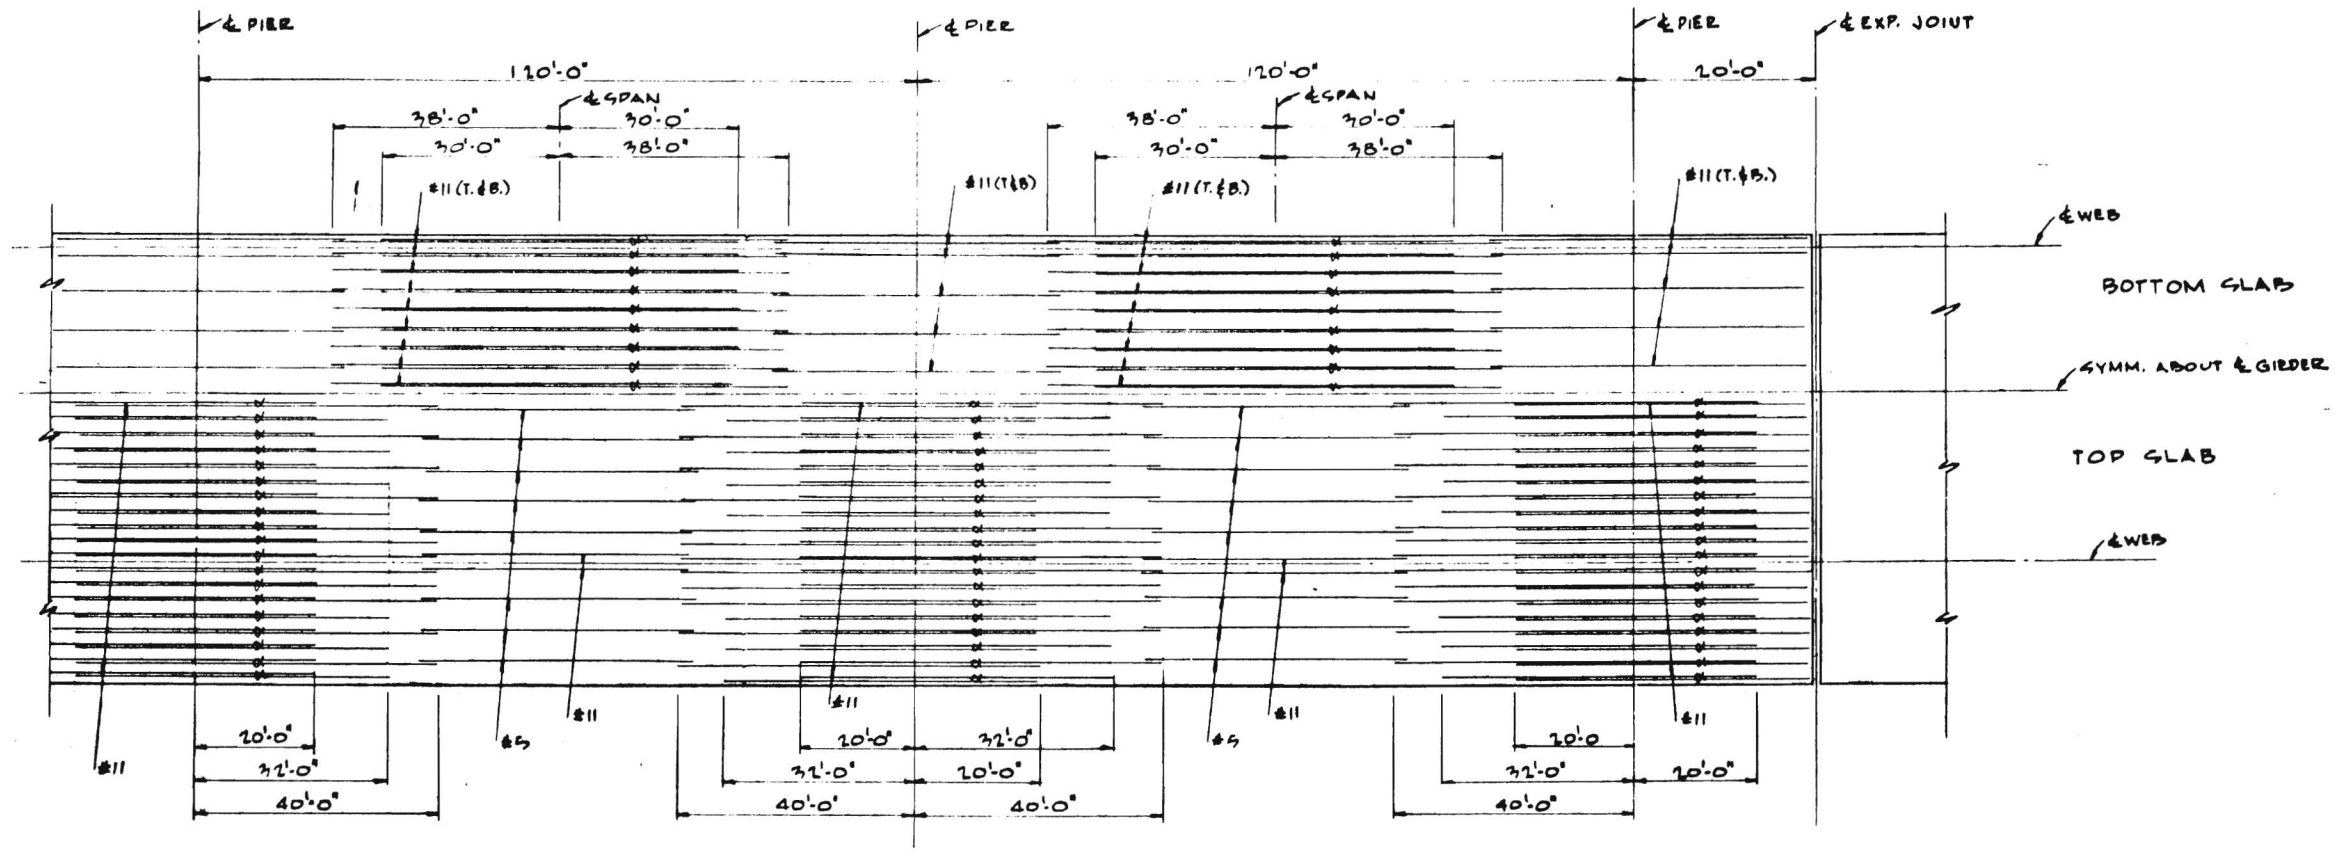 ℄ PIER
℄ PIER
℄ PIER
℄ EXP. JOINT
120'-0"
120'-0"
20'-0"
℄ SPAN
℄ SPAN
38'-0"
30'-0"
38'-0"
30'-0"
30'-0"
38'-0"
30'-0"
38'-0"
#11 (T. & B.)
#11 (T & B)
#11 (T. & B.)
#11 (T. & B.)
℄ WEB
BOTTOM SLAB
SYMM. ABOUT ℄ GIRDER
TOP SLAB
℄ WEB
#11
#11
#11
#11
#5
#5
#11
20'-0"
20'-0"
32'-0"
20'-0
32'-0"
32'-0"
20'-0"
32'-0"
20'-0"
40'-0"
40'-0"
40'-0"
40'-0"